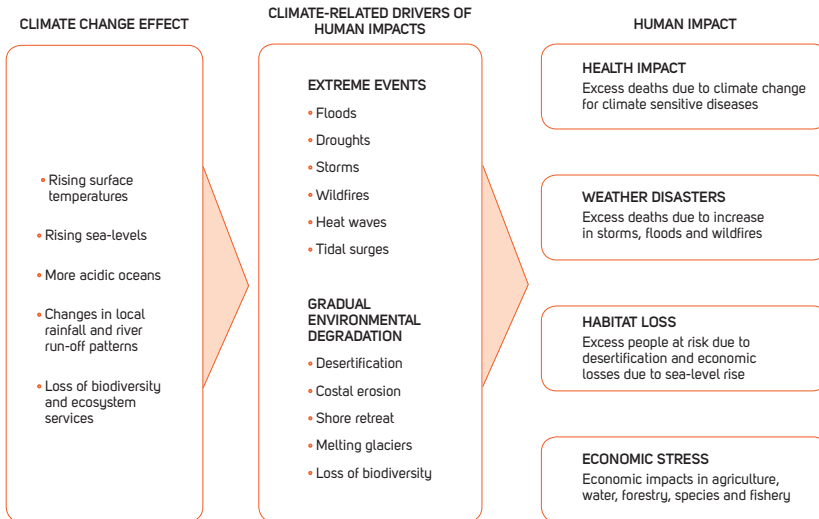 CLIMATE CHANGE EFFECT
• Rising surface
temperatures
• Rising sea-levels
• More acidic oceans
• Changes in local
rainfall and river
run-off patterns
• Loss of biodiversity
and ecosystem
services
CLIMATE-RELATED DRIVERS OF
HUMAN IMPACTS
EXTREME EVENTS
• Floods
• Droughts
• Storms
• Wildfires
• Heat waves
• Tidal surges
GRADUAL
ENVIRONMENTAL
DEGRADATION
• Desertification
• Costal erosion
• Shore retreat
• Melting glaciers
• Loss of biodiversity
HUMAN IMPACT
HEALTH IMPACT
Excess deaths due to climate change
for climate sensitive diseases
WEATHER DISASTERS
Excess deaths due to increase
in storms, floods and wildfires
HABITAT LOSS
Excess people at risk due to
desertification and economic
losses due to sea-level rise
ECONOMIC STRESS
Economic impacts in agriculture,
water, forestry, species and fishery